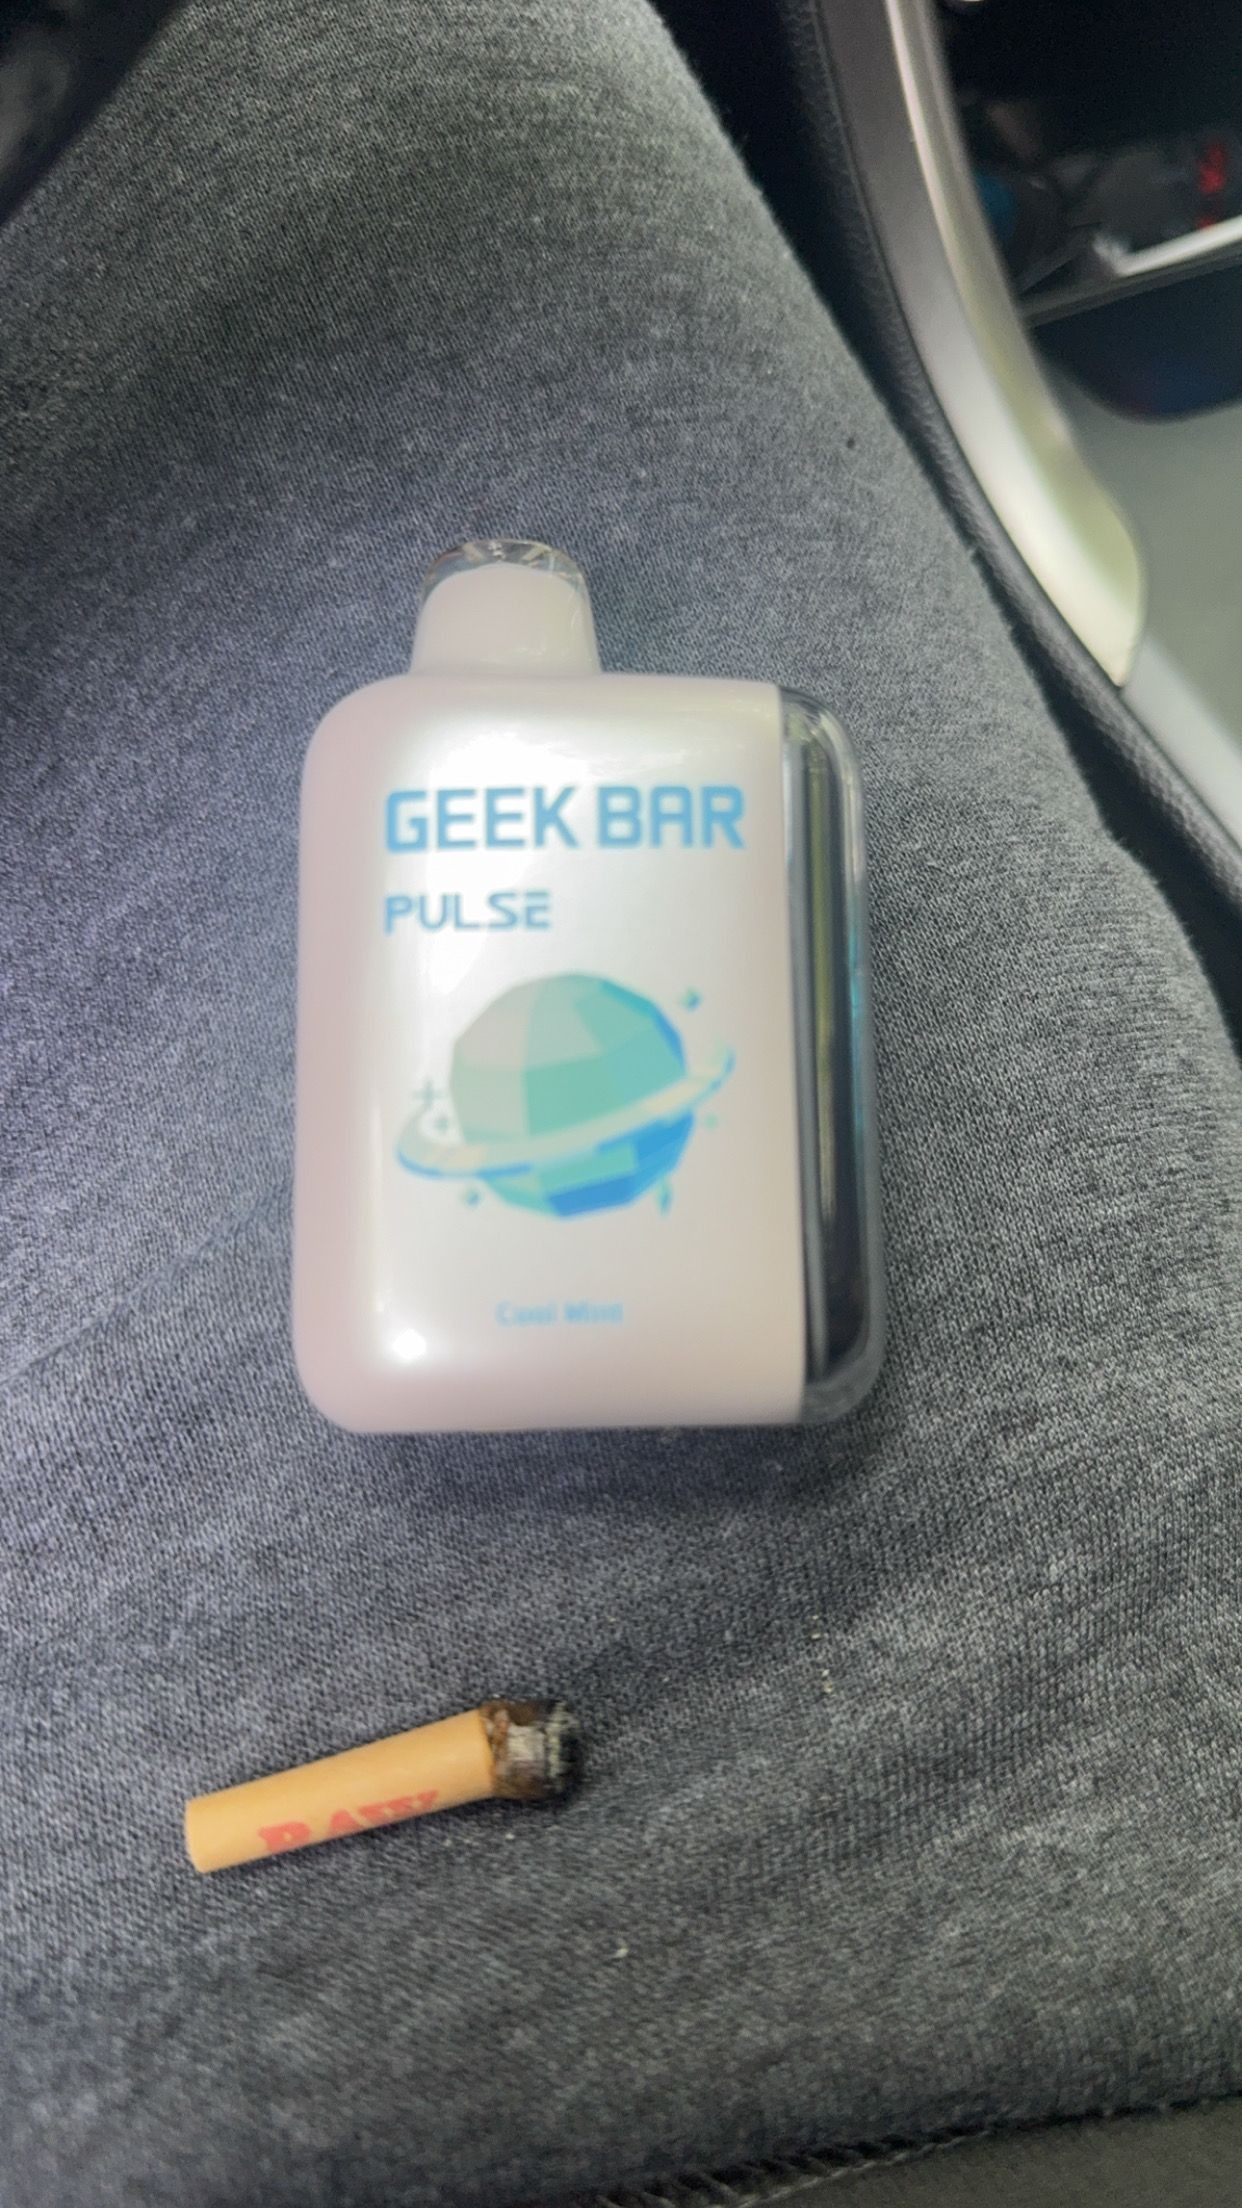 GEEK BAR
PULSE
Cool Mint
RAW